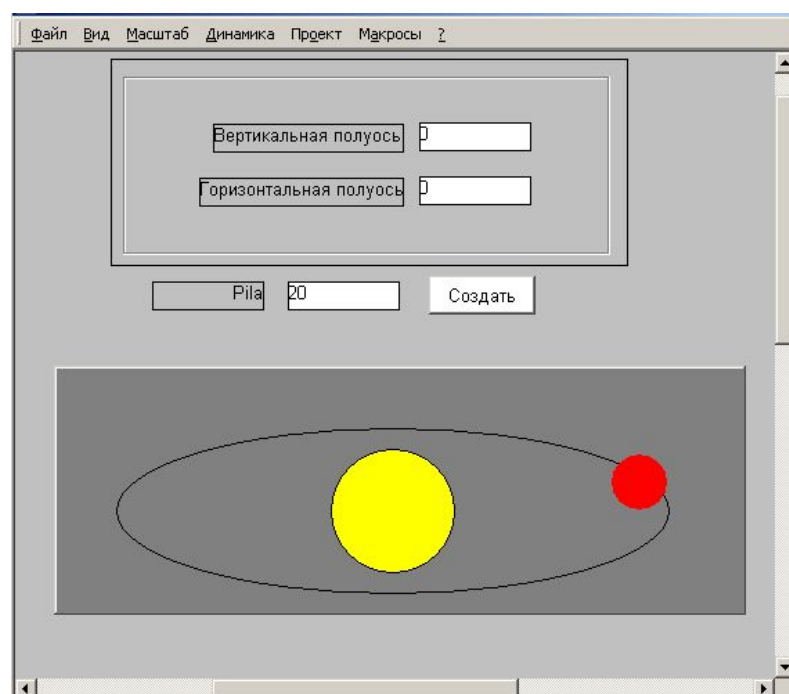 Файл Вид Масштаб Динамика Проект Макросы ?
Вертикальная полуось 0
Горизонтальная полуось 0
Pila 20 Создать